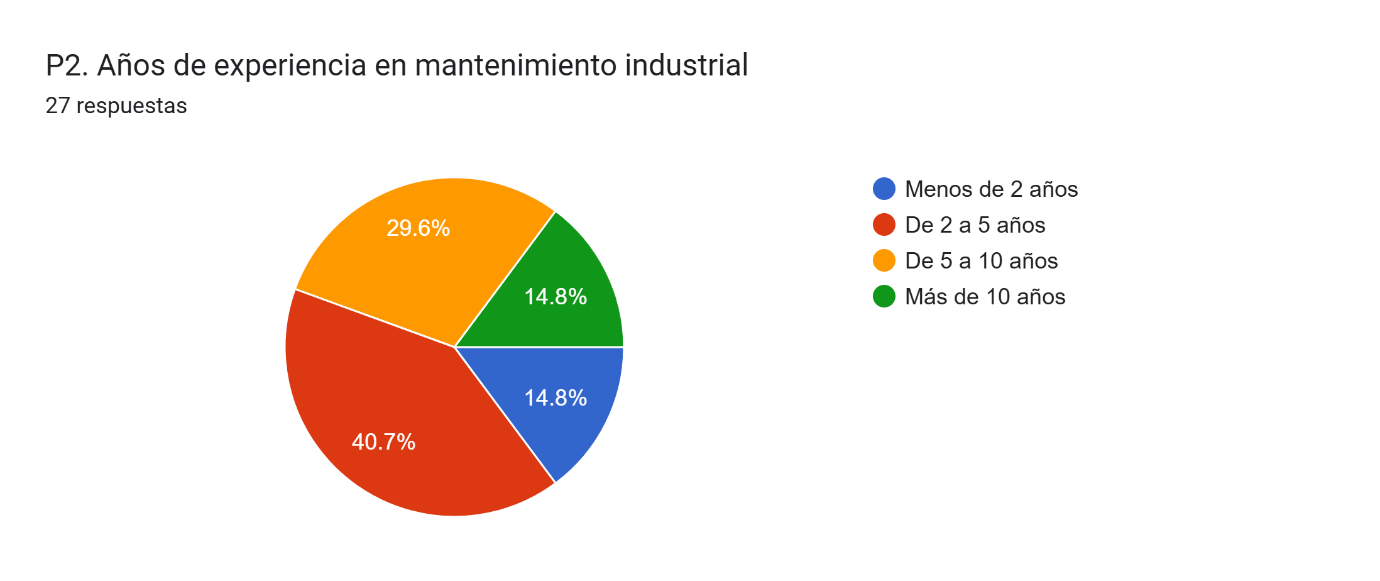 P2. Años de experiencia en mantenimiento industrial
27 respuestas
29.6%
14.8%
14.8%
40.7%
Menos de 2 años
De 2 a 5 años
De 5 a 10 años
Más de 10 años